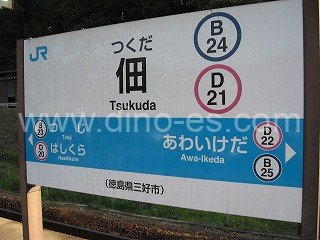 JR
つくだ
佃
Tsukuda
B
24
D
21
www.dino-es.com
つじ
Tsuji
D
20
はしくら
Hashikura
あわいけだ
Awa-Ikeda
D
22
B
25
(徳島県三好市)